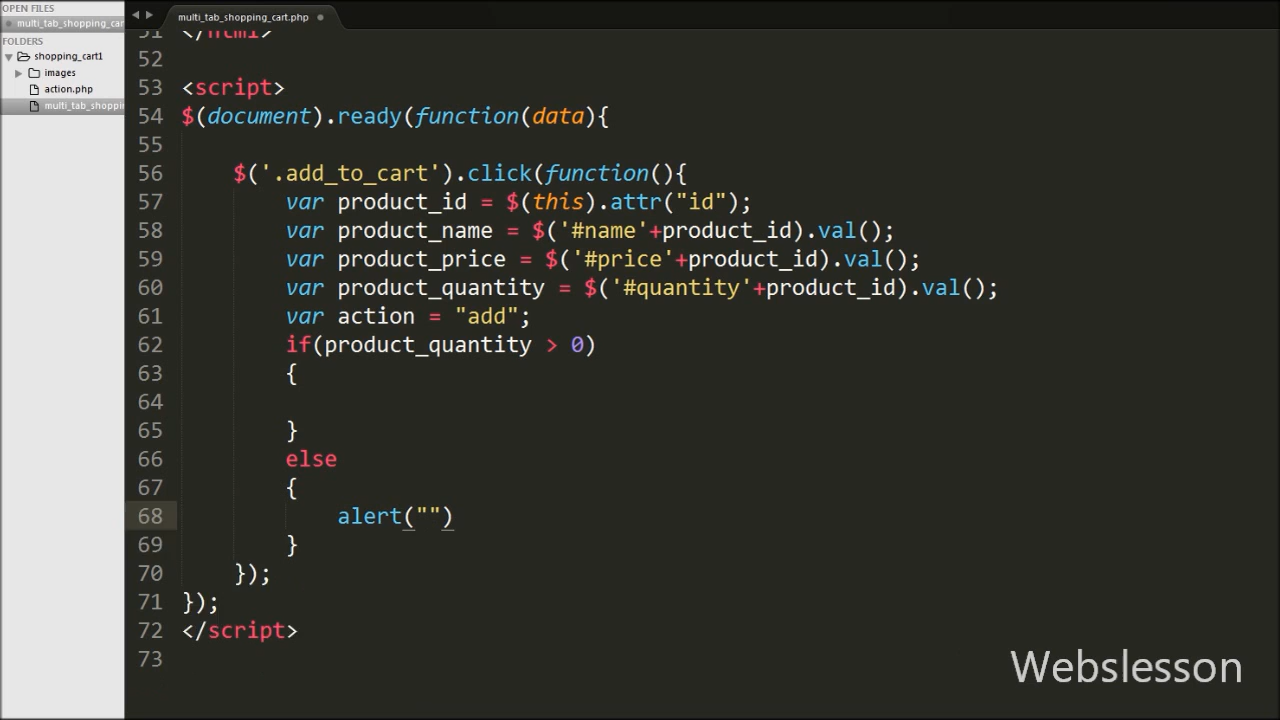 OPEN FILES
multi_tab_shopping_car
FOLDERS
shopping_cart1
images
action.php
multi_tab_shoppin
multi_tab_shopping_cart.php
51 </html>
52
53 <script>
54 $(document).ready(function(data){
55
56 $('.add_to_cart').click(function(){
57 var product_id = $(this).attr("id");
58 var product_name = $('#name'+product_id).val();
59 var product_price = $('#price'+product_id).val();
60 var product_quantity = $('#quantity'+product_id).val();
61 var action = "add";
62 if(product_quantity > 0)
63 {
64
65 }
66 else
67 {
68 alert("")
69 }
70 });
71 });
72 </script>
73
Webslesson